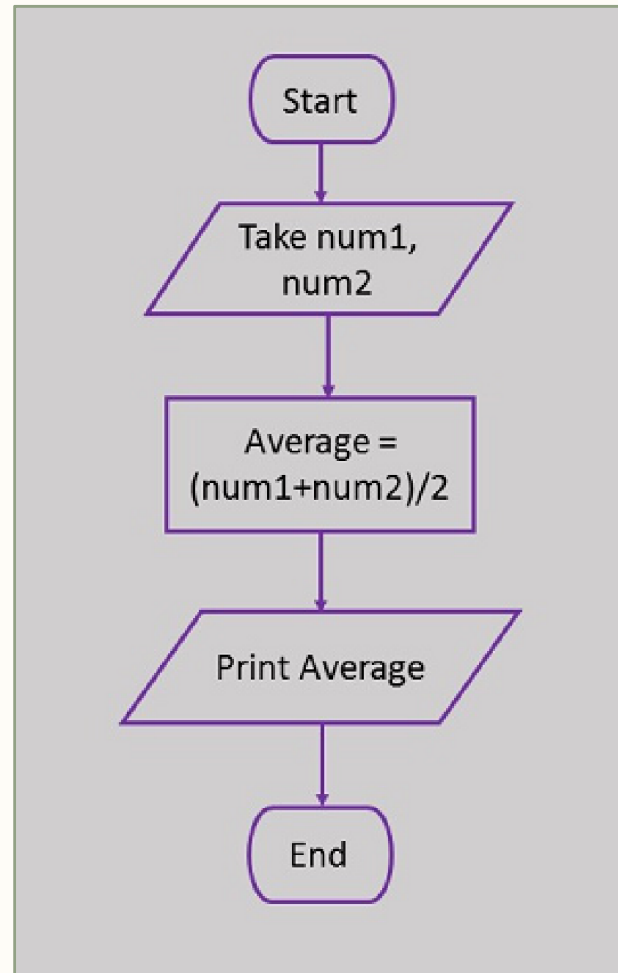 Start
Take num1,
num2
Average =
(num1+num2)/2
Print Average
End